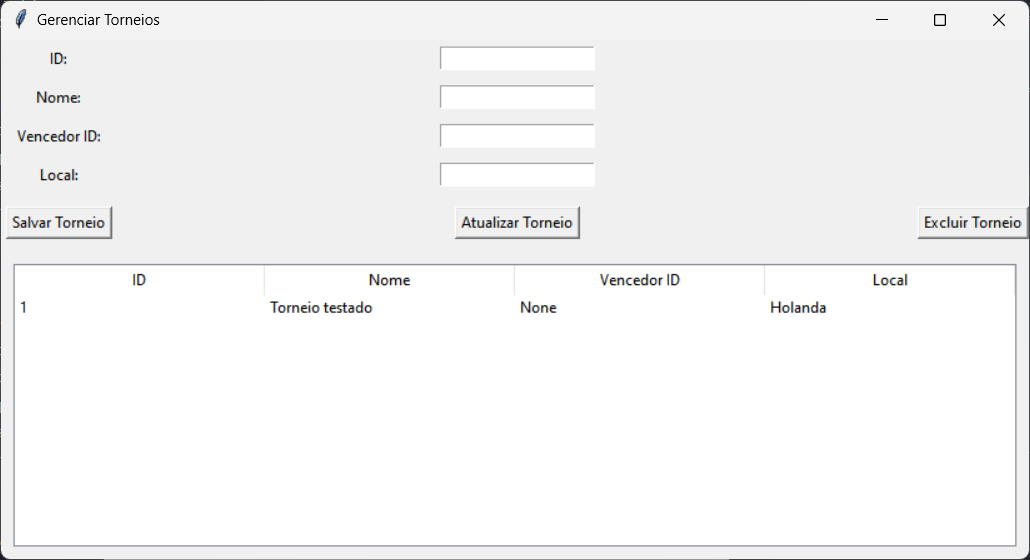 Gerenciar Torneios
ID:
Nome:
Vencedor ID:
Local:
Salvar Torneio Atualizar Torneio Excluir Torneio
ID Nome Vencedor ID Local
1 Torneio testado None Holanda